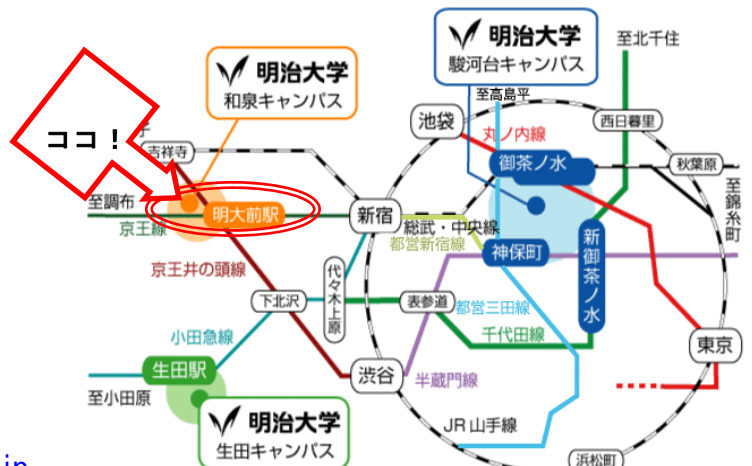 明治大学
駿河台キャンパス
至北千住
明治大学
和泉キャンパス
至高島平
池袋
西日暮里
丸ノ内線
ココ！
子
吉祥寺
御茶ノ水
秋葉原
至錦糸町
至調布
明大前駅
新宿
総武・中央線
京王線
都営新宿線
神保町
新御茶ノ水
京王井の頭線
代々木上原
下北沢
表参道
都営三田線
小田急線
千代田線
東京
生田駅
渋谷
半蔵門線
至小田原
明治大学
生田キャンパス
JR 山手線
浜松町
in